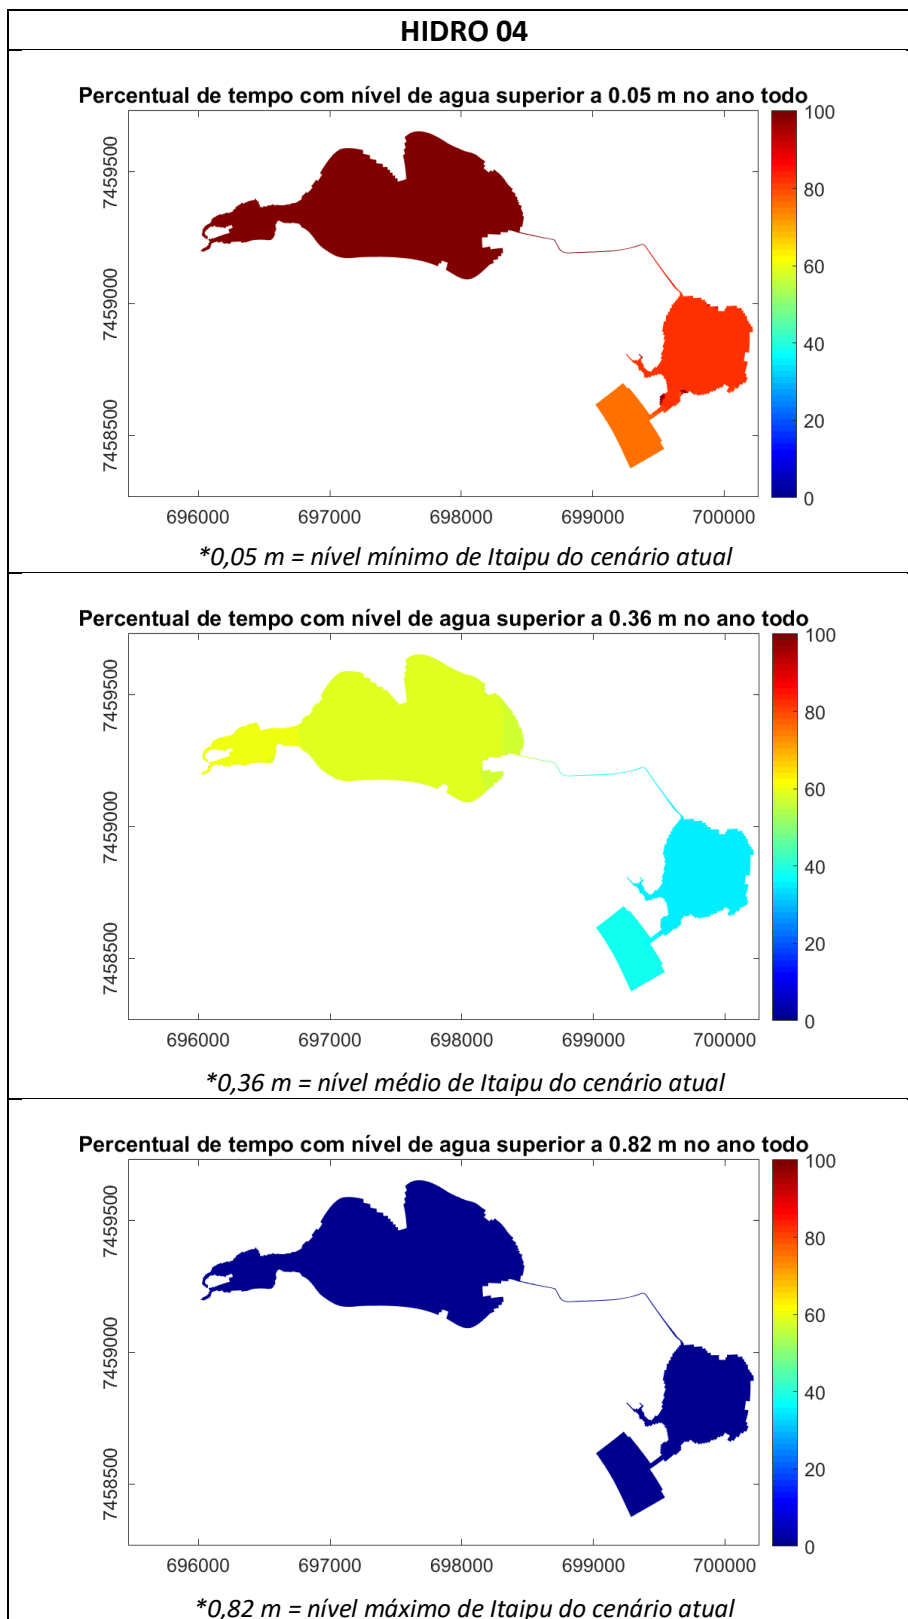 HIDRO 04
Percentual de tempo com nível de agua superior a 0.05 m no ano todo
7459500
7459000
7458500
696000 697000 698000 699000 700000
100
80
60
40
20
0
*0,05 m = nível mínimo de Itaipu do cenário atual
Percentual de tempo com nível de agua superior a 0.36 m no ano todo
7459500
7459000
7458500
696000 697000 698000 699000 700000
100
80
60
40
20
0
*0,36 m = nível médio de Itaipu do cenário atual
Percentual de tempo com nível de agua superior a 0.82 m no ano todo
7459500
7459000
7458500
696000 697000 698000 699000 700000
100
80
60
40
20
0
*0,82 m = nível máximo de Itaipu do cenário atual